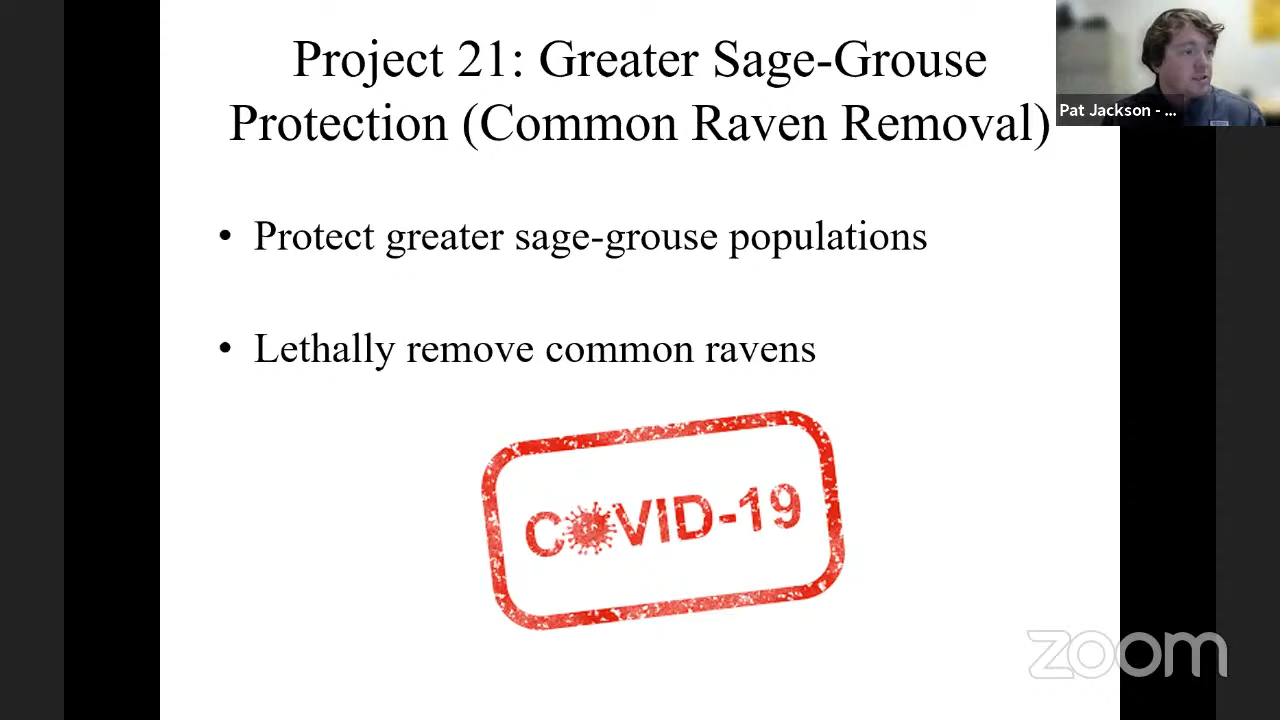 Project 21: Greater Sage-Grouse
Protection (Common Raven Removal)
Pat Jackson - ...
• Protect greater sage-grouse populations
• Lethally remove common ravens
COVID-19
zoom